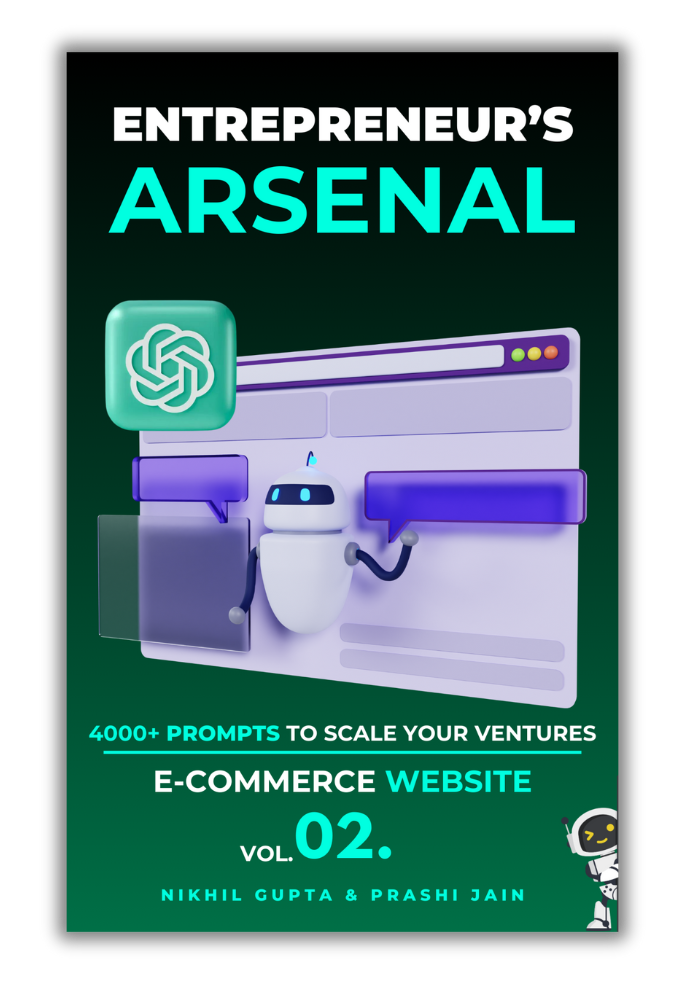 ENTREPRENEUR'S
ARSENAL
4000+ PROMPTS TO SCALE YOUR VENTURES
E-COMMERCE WEBSITE
VOL.02.
NIKHIL GUPTA & PRASHI JAIN